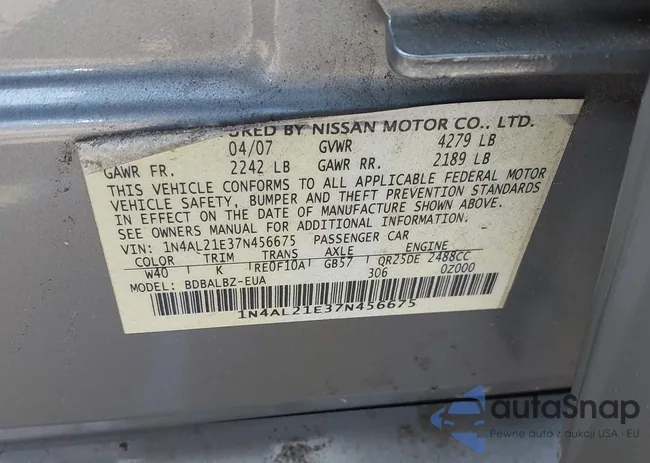 URED BY NISSAN MOTOR CO., LTD.
04/07 GVWR 4279 LB
GAWR FR. 2242 LB GAWR RR. 2189 LB
THIS VEHICLE CONFORMS TO ALL APPLICABLE FEDERAL MOTOR
VEHICLE SAFETY, BUMPER AND THEFT PREVENTION STANDARDS
IN EFFECT ON THE DATE OF MANUFACTURE SHOWN ABOVE.
SEE OWNERS MANUAL FOR ADDITIONAL INFORMATION.
VIN: 1N4AL21E37N456675 PASSENGER CAR
COLOR TRIM TRANS AXLE ENGINE
W40 K RE0F10A GB57 QR25DE 2488CC
MODEL: BDBALBZ-EUA 306 0Z000
1N4AL21E37N456675
autaSnap
Pewne auta z aukcji USA i EU